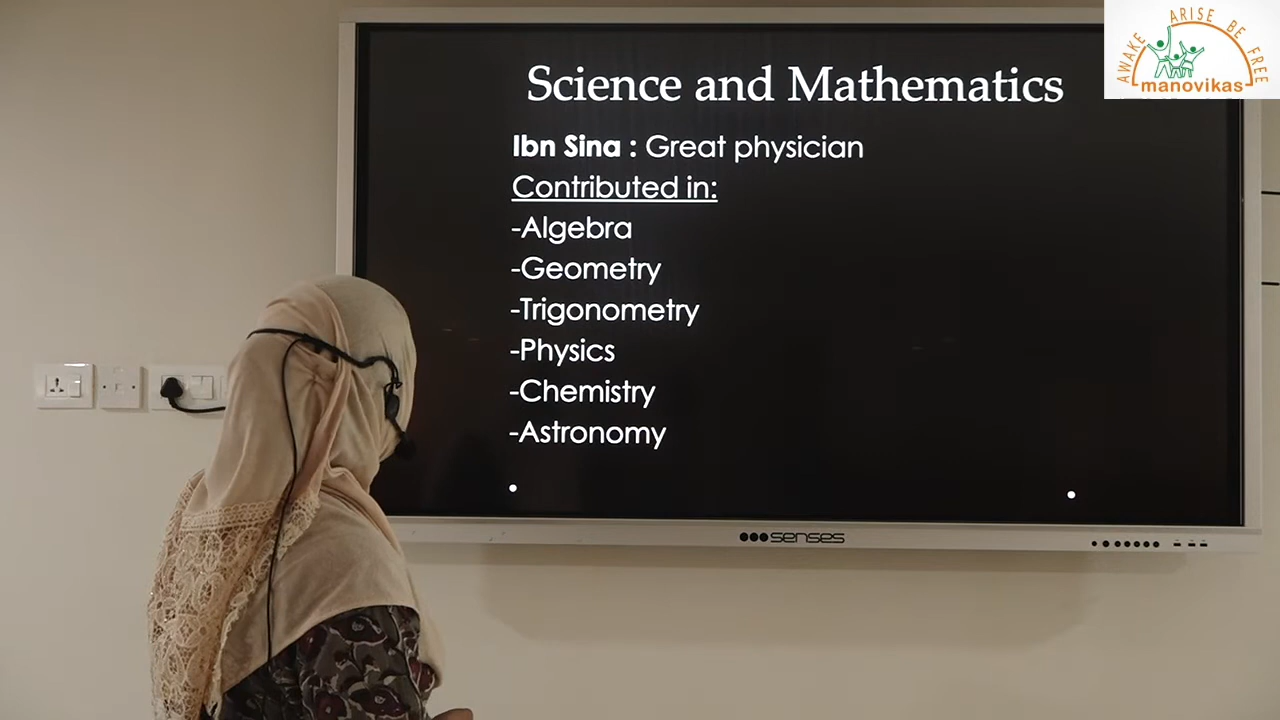 AWAKE ARISE BE FREE
manovikas
Science and Mathematics
Ibn Sina : Great physician
Contributed in:
-Algebra
-Geometry
-Trigonometry
-Physics
-Chemistry
-Astronomy
senses